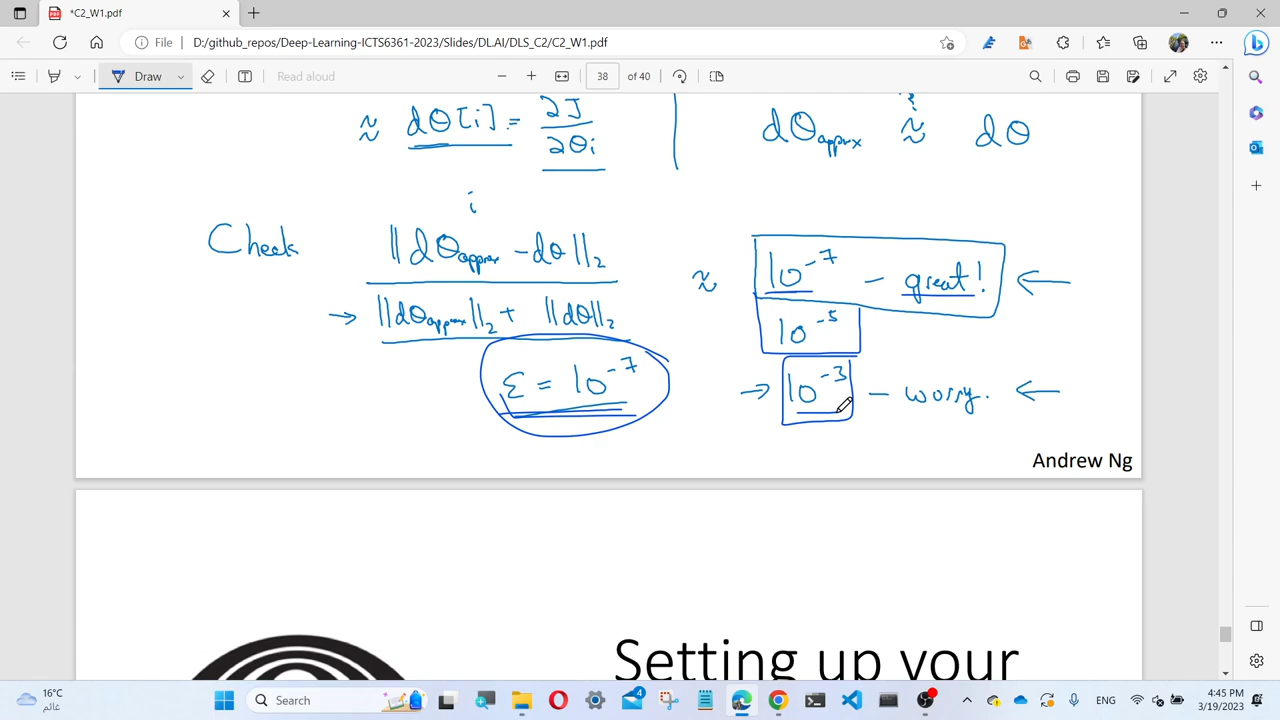 *C2_W1.pdf
File D:/github_repos/Deep-Learning-ICTS6361-2023/Slides/DL.AI/DLS_C2/C2_W1.pdf
Draw Read aloud 38 of 40
≈ dθ[i] = ∂J/∂θi | dθapprox ≈ dθ
i
Check ‖dθapprox - dθ‖₂ / ‖dθapprox‖₂ + ‖dθ‖₂ ≈ 10⁻⁷ - great! ←
→ 10⁻⁵
ε = 10⁻⁷ → 10⁻³ - worry. ←
Andrew Ng
Setting up your
16°C
غائم
Search
4
ENG
4:45 PM
3/19/2023